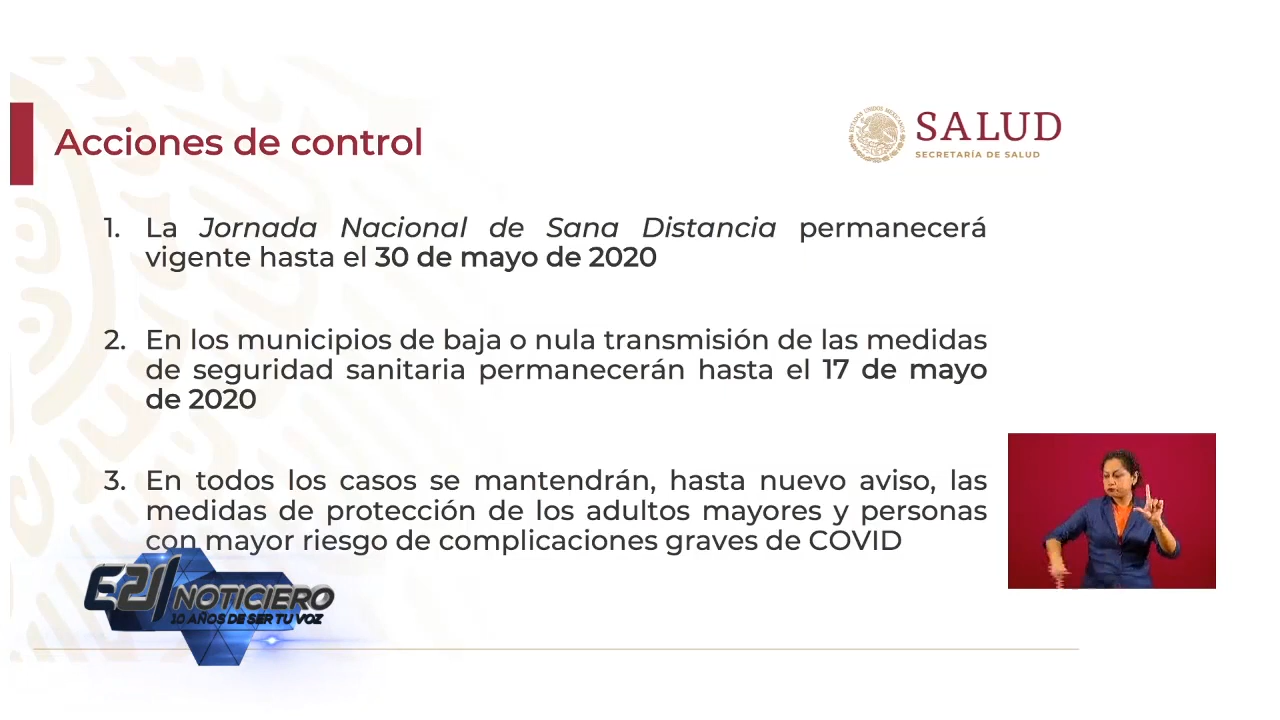 Acciones de control
ESTADOS UNIDOS MEXICANOS
SALUD
SECRETARÍA DE SALUD
1. La Jornada Nacional de Sana Distancia permanecerá
vigente hasta el 30 de mayo de 2020
2. En los municipios de baja o nula transmisión de las medidas
de seguridad sanitaria permanecerán hasta el 17 de mayo
de 2020
3. En todos los casos se mantendrán, hasta nuevo aviso, las
medidas de protección de los adultos mayores y personas
con mayor riesgo de complicaciones graves de COVID
E21 NOTICIERO
10 AÑOS DE SER TU VOZ